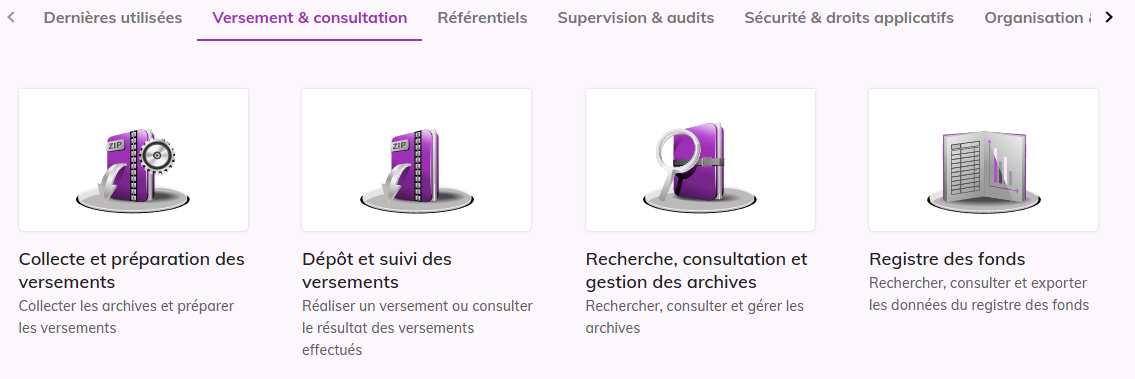 Dernières utilisées Versement & consultation Référentiels Supervision & audits Sécurité & droits applicatifs Organisation
ZIP
ZIP
Collecte et préparation des
versements
Collecter les archives et préparer
les versements
Dépôt et suivi des
versements
Réaliser un versement ou consulter
le résultat des versements
effectués
Recherche, consultation et
gestion des archives
Rechercher, consulter et gérer les
archives
Registre des fonds
Rechercher, consulter et exporter
les données du registre des fonds